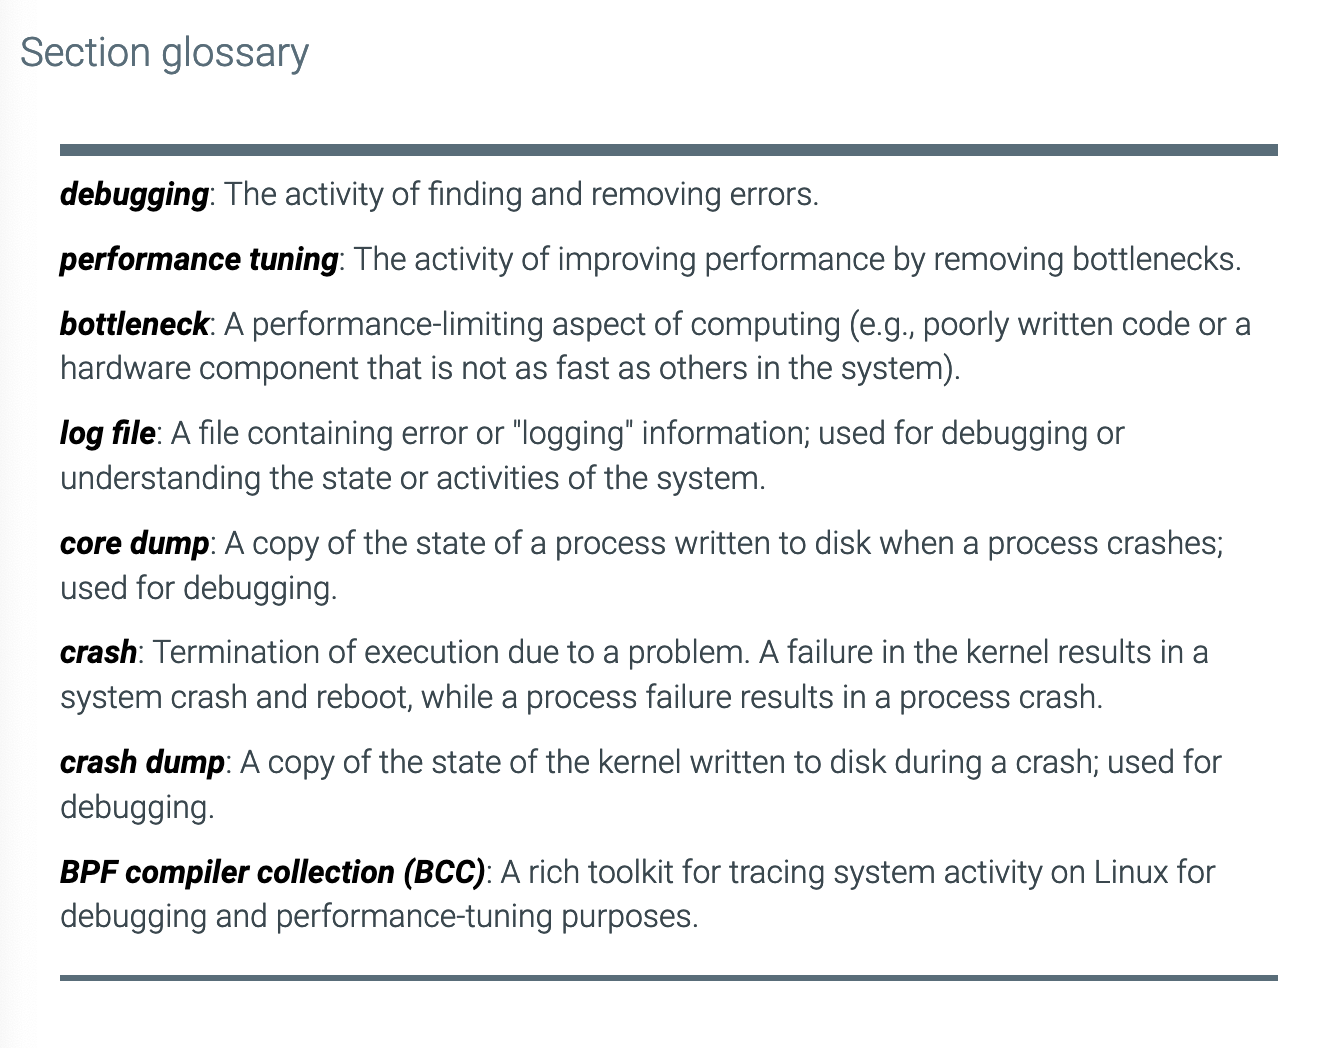 Section glossary
debugging: The activity of finding and removing errors.
performance tuning: The activity of improving performance by removing bottlenecks.
bottleneck: A performance-limiting aspect of computing (e.g., poorly written code or a
hardware component that is not as fast as others in the system).
log file: A file containing error or "logging" information; used for debugging or
understanding the state or activities of the system.
core dump: A copy of the state of a process written to disk when a process crashes;
used for debugging.
crash: Termination of execution due to a problem. A failure in the kernel results in a
system crash and reboot, while a process failure results in a process crash.
crash dump: A copy of the state of the kernel written to disk during a crash; used for
debugging.
BPF compiler collection (BCC): A rich toolkit for tracing system activity on Linux for
debugging and performance-tuning purposes.